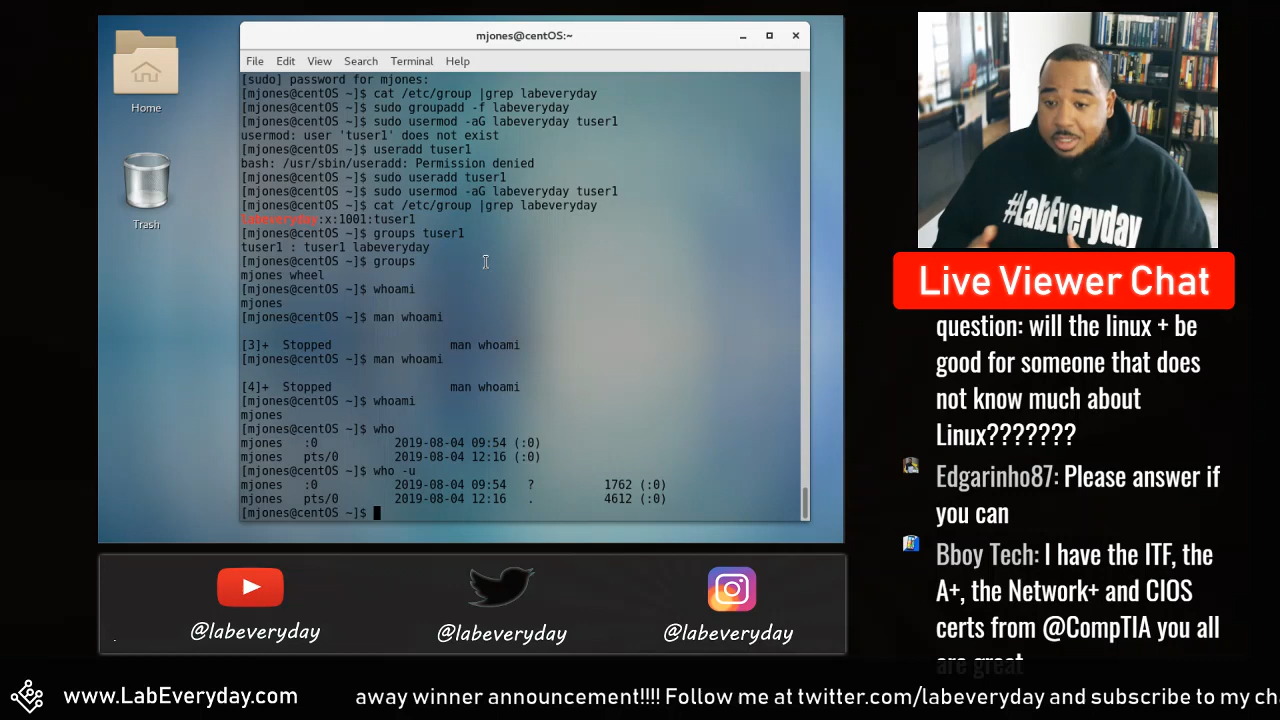 mjones@centOS:~
File Edit View Search Terminal Help
Home
Trash
[sudo] password for mjones:
[mjones@centOS ~]$ cat /etc/group |grep labeveryday
[mjones@centOS ~]$ sudo groupadd -f labeveryday
[mjones@centOS ~]$ sudo usermod -aG labeveryday tuser1
usermod: user 'tuser1' does not exist
[mjones@centOS ~]$ useradd tuser1
bash: /usr/sbin/useradd: Permission denied
[mjones@centOS ~]$ sudo useradd tuser1
[mjones@centOS ~]$ sudo usermod -aG labeveryday tuser1
[mjones@centOS ~]$ cat /etc/group |grep labeveryday
labeveryday:x:1001:tuser1
[mjones@centOS ~]$ groups tuser1
tuser1 : tuser1 labeveryday
[mjones@centOS ~]$ groups
mjones wheel
[mjones@centOS ~]$ whoami
mjones
[mjones@centOS ~]$ man whoami
[3]+  Stopped                 man whoami
[mjones@centOS ~]$ man whoami
[4]+  Stopped                 man whoami
[mjones@centOS ~]$ whoami
mjones
[mjones@centOS ~]$ who
mjones   :0           2019-08-04 09:54 (:0)
mjones   pts/0        2019-08-04 12:16 (:0)
[mjones@centOS ~]$ who -u
mjones   :0           2019-08-04 09:54   ?          1762 (:0)
mjones   pts/0        2019-08-04 12:16   .          4612 (:0)
[mjones@centOS ~]$
#LabEveryday
Live Viewer Chat
question: will the linux + be
good for someone that does
not know much about
Linux???????
Edgarinho87: Please answer if
you can
Bboy Tech: I have the ITF, the
A+, the Network+ and CIOS
certs from @CompTIA you all
are great
@labeveryday
@labeveryday
@labeveryday
www.LabEveryday.com
away winner announcement!!!! Follow me at twitter.com/labeveryday and subscribe to my ch